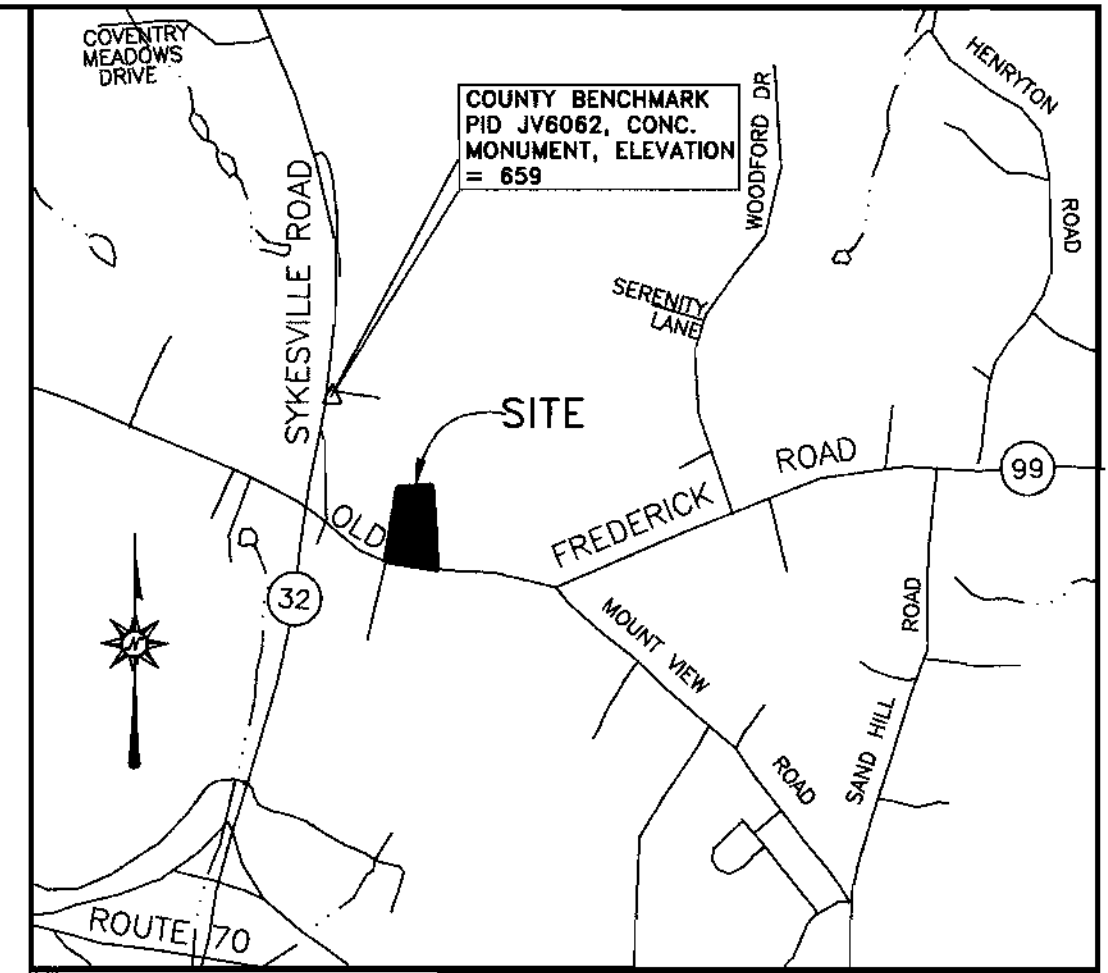 COVENTRY
MEADOWS
DRIVE
COUNTY BENCHMARK
PID JV6062, CONC.
MONUMENT, ELEVATION
= 659
HENRYTON
ROAD
WOODFORD DR
SYKESVILLE ROAD
SERENITY
LANE
SITE
OLD
FREDERICK
ROAD
99
32
N
MOUNT VIEW
ROAD
SAND HILL
ROAD
ROUTE 70